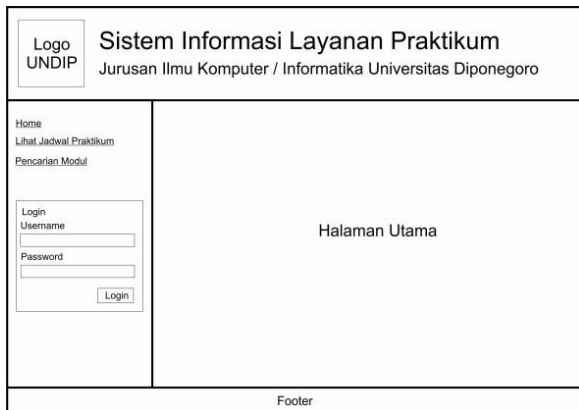 Logo
UNDIP
Sistem Informasi Layanan Praktikum
Jurusan Ilmu Komputer / Informatika Universitas Diponegoro
Home
Lihat Jadwal Praktikum
Pencarian Modul
Login
Username
Password
Login
Halaman Utama
Footer